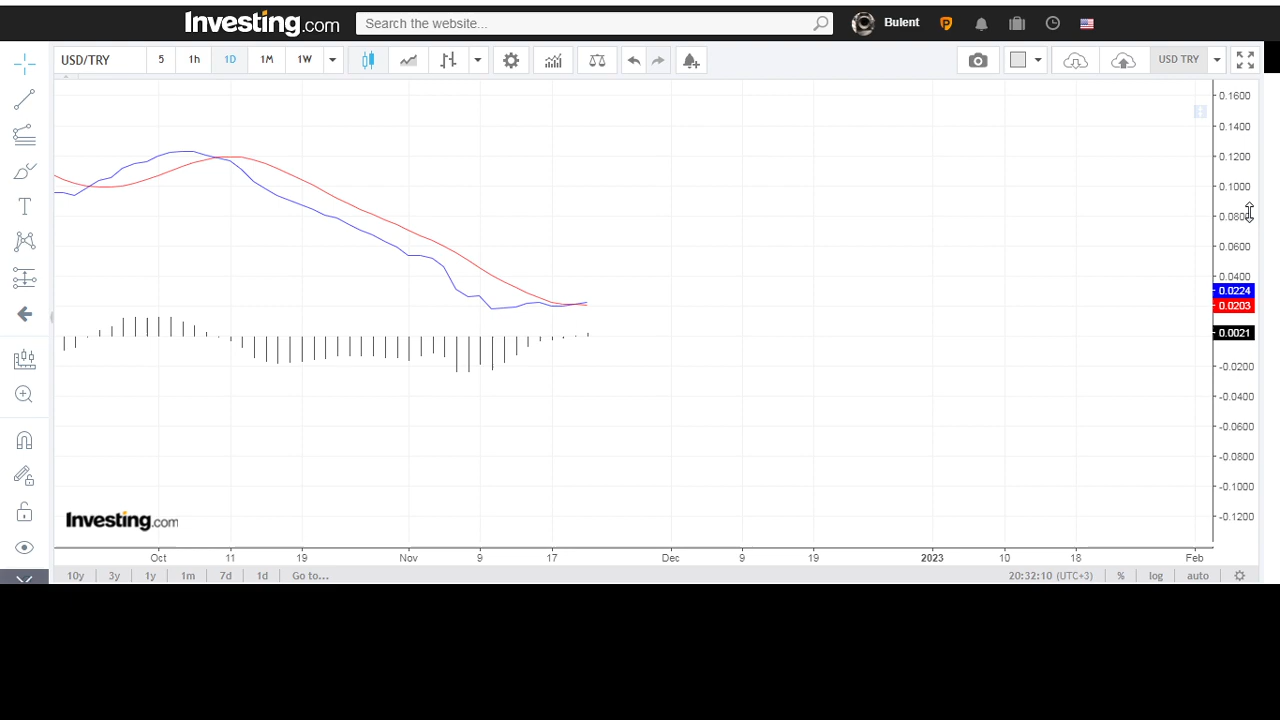 Investing.com
Search the website...
Bulent
USD/TRY
5
1h
1D
1M
1W
USD TRY
T
0.1600
0.1400
0.1200
0.1000
0.0600
0.0400
0.0224
0.0203
0.0021
-0.0200
-0.0400
-0.0600
-0.0800
-0.1000
-0.1200
Investing.com
Oct 11 19 Nov 9 17 Dec 9 19 2023 10 18 Feb
10y 3y 1y 1m 7d 1d Go to... 20:32:10 (UTC+3) % log auto